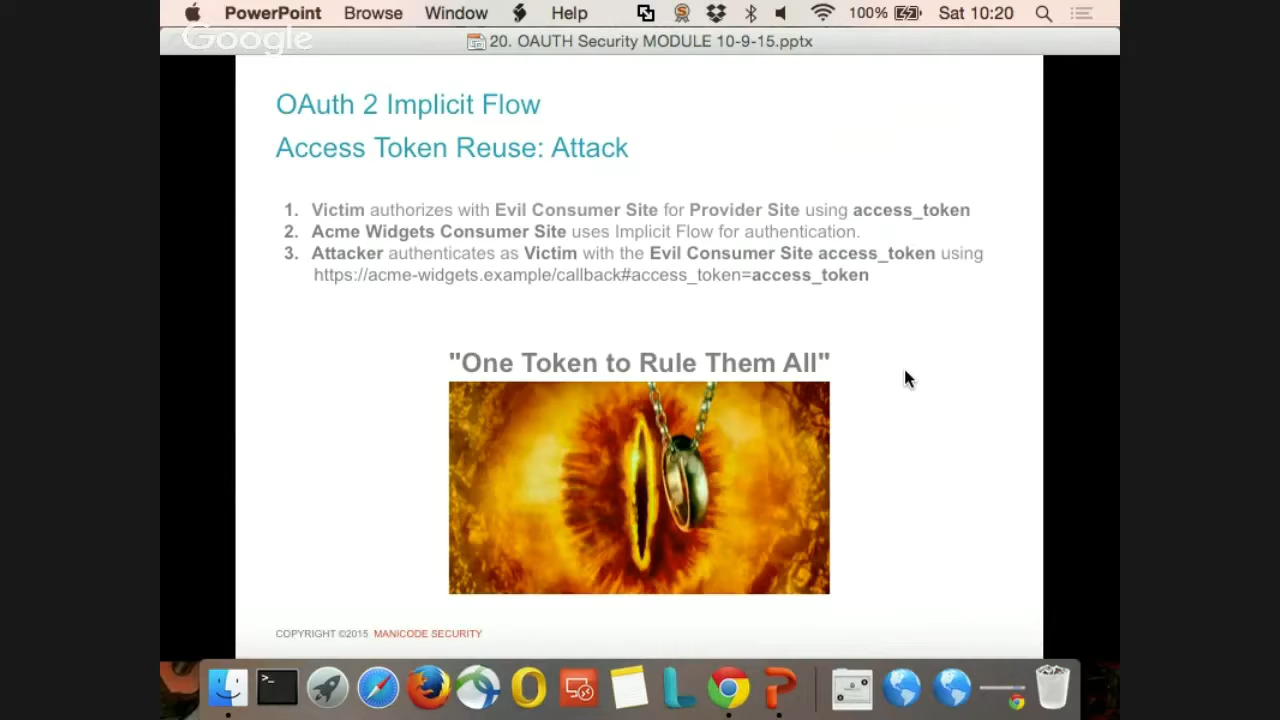 PowerPoint Browse Window Help 100% Sat 10:20
Google
20. OAUTH Security MODULE 10-9-15.pptx
OAuth 2 Implicit Flow
Access Token Reuse: Attack
1. Victim authorizes with Evil Consumer Site for Provider Site using access_token
2. Acme Widgets Consumer Site uses Implicit Flow for authentication.
3. Attacker authenticates as Victim with the Evil Consumer Site access_token using
https://acme-widgets.example/callback#access_token=access_token
"One Token to Rule Them All"
COPYRIGHT ©2015 MANICODE SECURITY